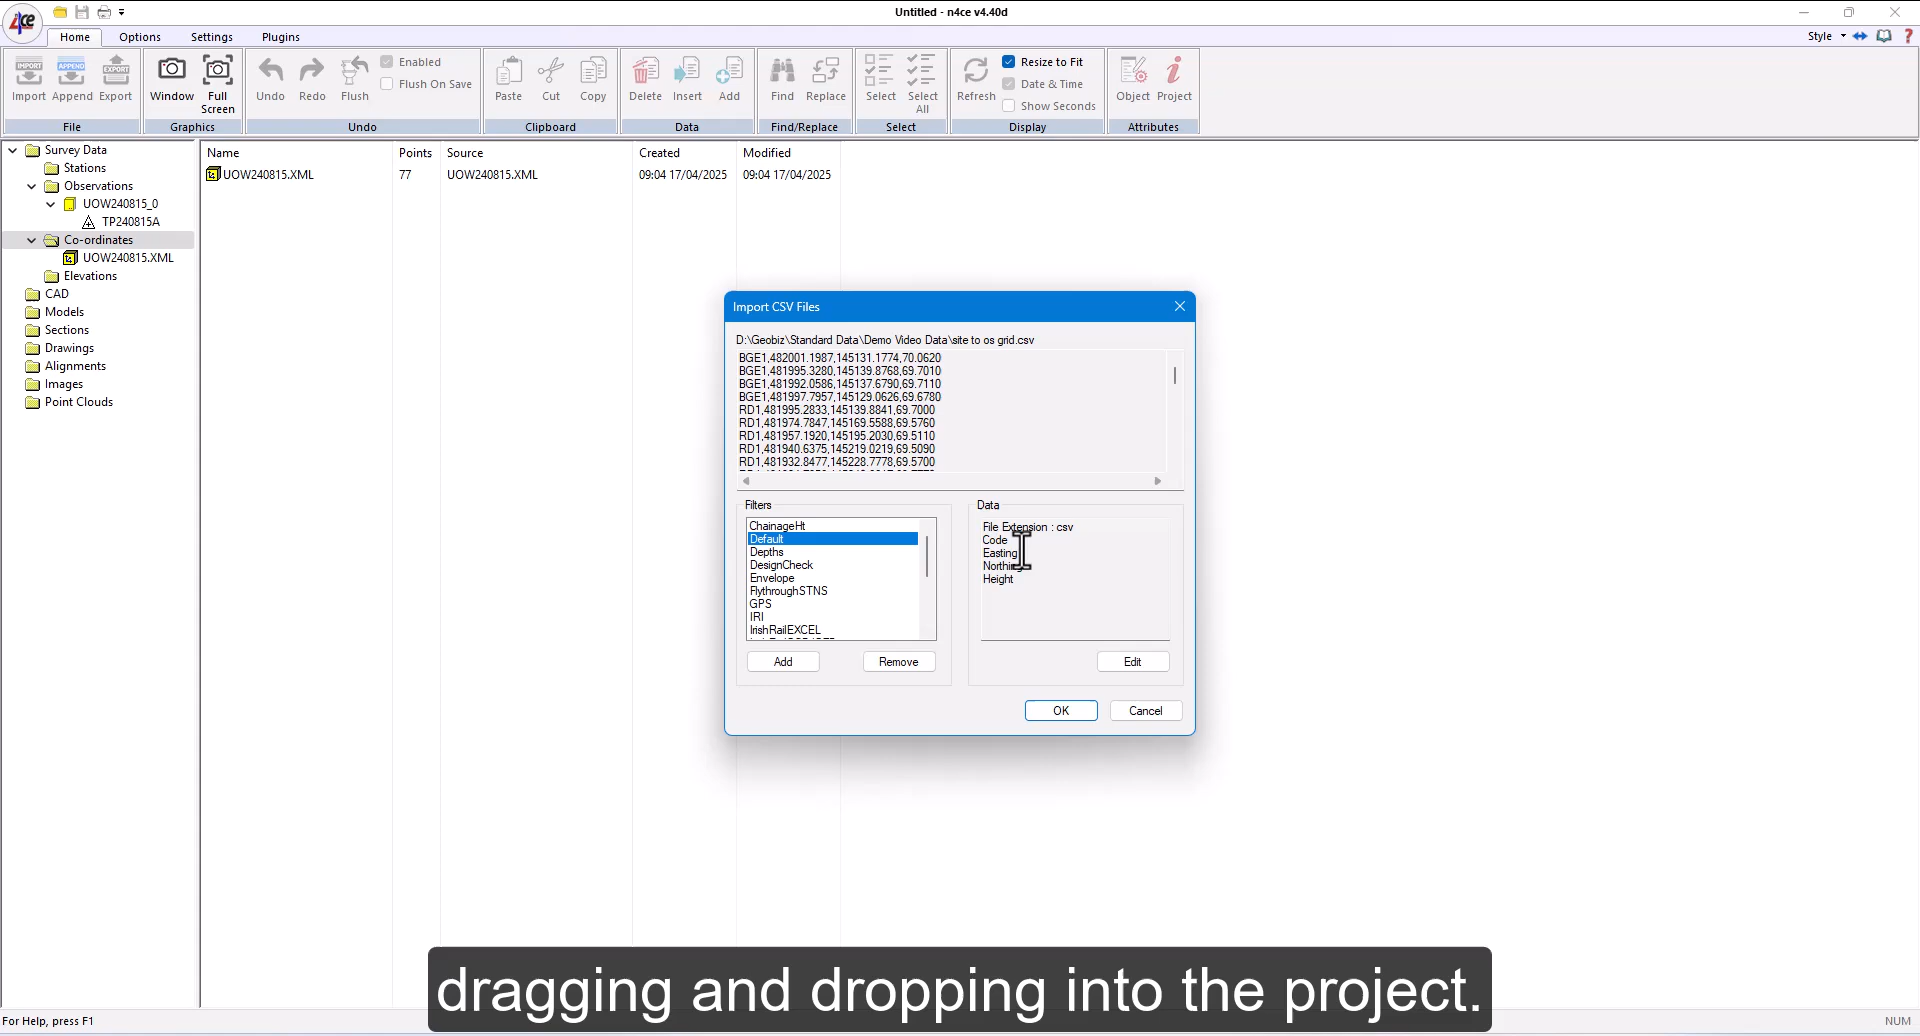 4ce
Untitled - n4ce v4.40d
Home Options Settings Plugins
Style
IMPORT APPEND EXPORT
Import Append Export
File
Window Full Screen
Graphics
Undo Redo Flush
Enabled
Flush On Save
Undo
Paste Cut Copy
Clipboard
Delete Insert Add
Data
Find Replace
Find/Replace
Select Select All
Select
Refresh
Resize to Fit
Date & Time
Show Seconds
Display
Object Project
Attributes
Survey Data
Stations
Observations
UOW240815_0
TP240815A
Co-ordinates
UOW240815.XML
Elevations
CAD
Models
Sections
Drawings
Alignments
Images
Point Clouds
Name Points Source Created Modified
UOW240815.XML 77 UOW240815.XML 09:04 17/04/2025 09:04 17/04/2025
Import CSV Files
D:\Geobiz\Standard Data\Demo Video Data\site to os grid.csv
BGE1,482001.1987,145131.1774,70.0620
BGE1,481995.3280,145139.8768,69.7010
BGE1,481992.0586,145137.6790,69.7110
BGE1,481997.7957,145129.0626,69.6780
RD1,481995.2833,145139.8841,69.7000
RD1,481974.7847,145169.5588,69.5760
RD1,481957.1920,145195.2030,69.5110
RD1,481940.6375,145219.0219,69.5090
RD1,481932.8477,145228.7778,69.5700
Filters
ChainageHt
Default
Depths
DesignCheck
Envelope
FlythroughSTNS
GPS
IRI
IrishRailEXCEL
Add Remove
Data
File Extension : csv
Code
Easting
Northing
Height
Edit
OK Cancel
dragging and dropping into the project.
For Help, press F1
NUM